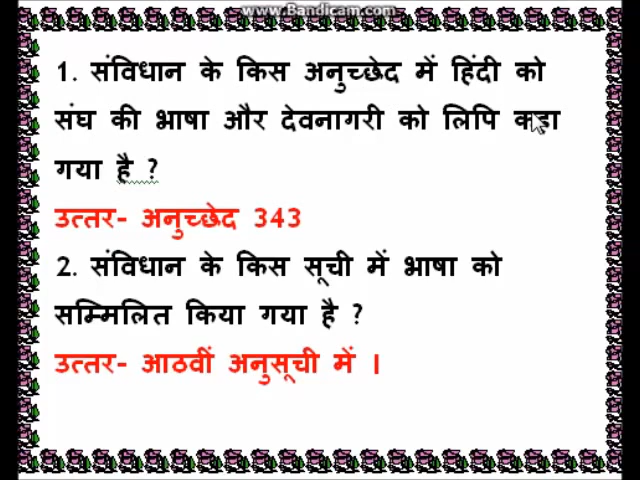 www.Bandicam.com
1. संविधान के किस अनुच्छेद में हिंदी को
संघ की भाषा और देवनागरी को लिपि कहा
गया है ?
उत्तर- अनुच्छेद 343
2. संविधान के किस सूची में भाषा को
सम्मिलित किया गया है ?
उत्तर- आठवीं अनुसूची में ।